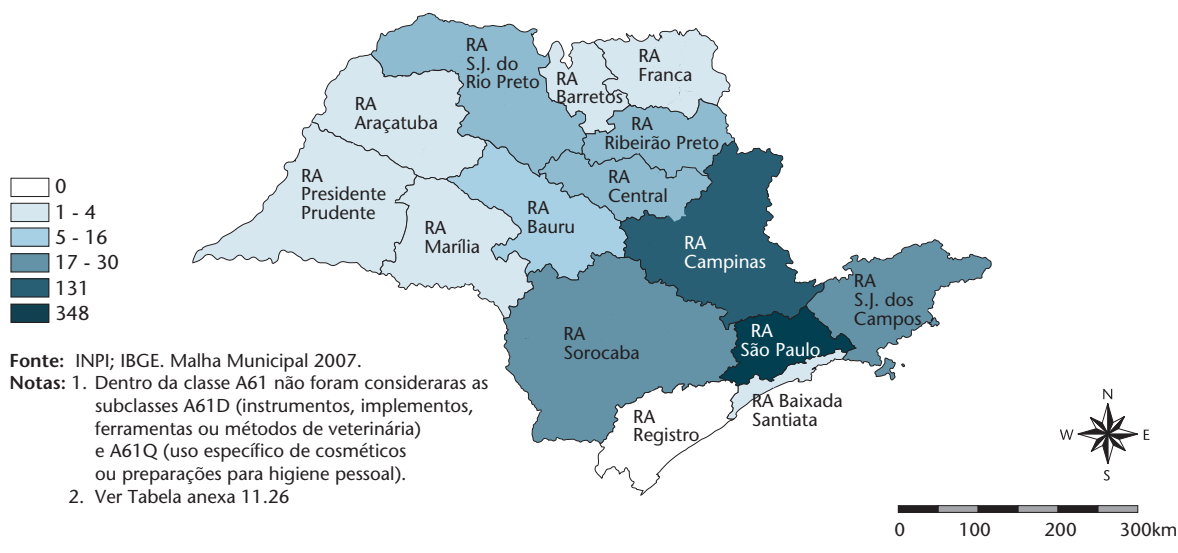 RA
S.J. do
Rio Preto
RA
Barretos
RA
Franca
RA
Araçatuba
RA
Ribeirão Preto
RA
Presidente
Prudente
RA
Central
RA
Marília
RA
Bauru
RA
Campinas
RA
S.J. dos
Campos
RA
Sorocaba
RA
São Paulo
RA Baixada
Santiata
RA
Registro
0
1 - 4
5 - 16
17 - 30
131
348
Fonte: INPI; IBGE. Malha Municipal 2007.
Notas: 1. Dentro da classe A61 não foram consideraras as
subclasses A61D (instrumentos, implementos,
ferramentas ou métodos de veterinária)
e A61Q (uso específico de cosméticos
ou preparações para higiene pessoal).
2. Ver Tabela anexa 11.26
N
W E
S
0 100 200 300km